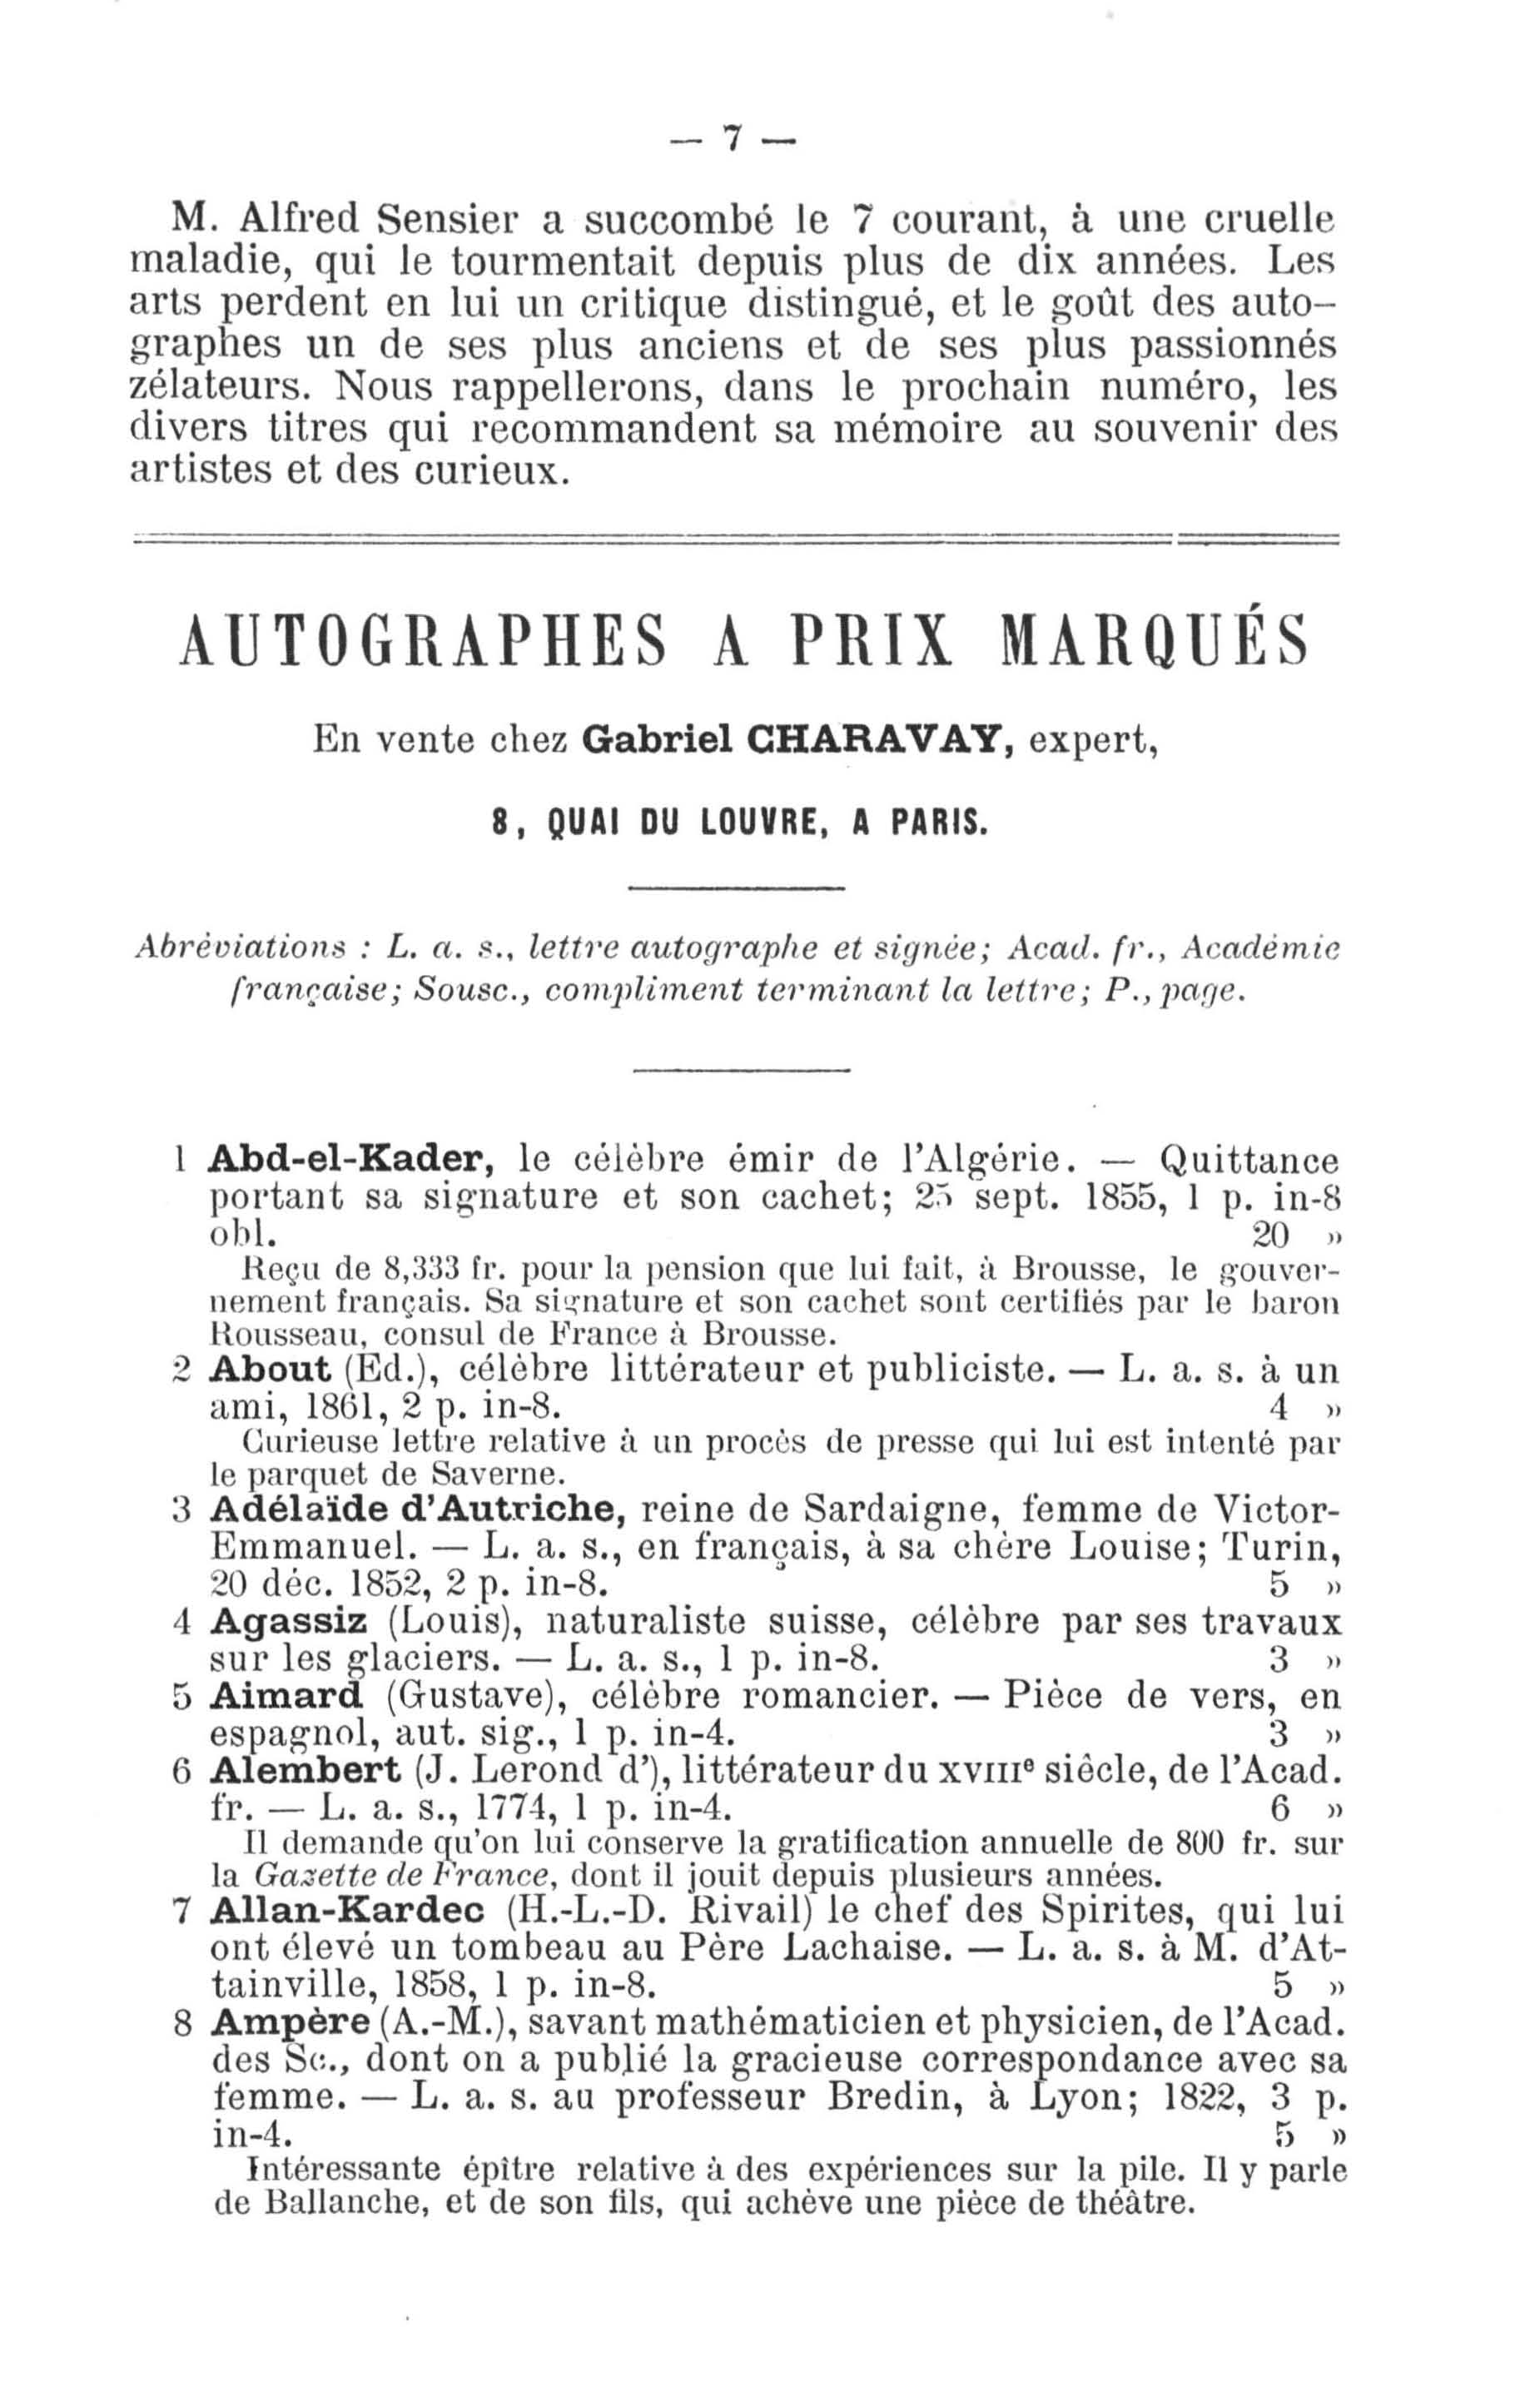 — 7 —
M. Alfred Sensier a succombé le 7 courant, à une cruelle
maladie, qui le tourmentait depuis plus de dix années. Les
arts perdent en lui un critique distingué, et le goût des auto-
graphes un de ses plus anciens et de ses plus passionnés
zélateurs. Nous rappellerons, dans le prochain numéro, les
divers titres qui recommandent sa mémoire au souvenir des
artistes et des curieux.
AUTOGRAPHES A PRIX MARQUÉS
En vente chez Gabriel CHARAVAY, expert,
8, QUAI DU LOUVRE, A PARIS.
Abréviations : L. a. s., lettre autographe et signée; Acad. fr., Académie
française; Sousc., compliment terminant la lettre; P., page.
1 Abd-el-Kader, le célèbre émir de l'Algérie. — Quittance
portant sa signature et son cachet; 25 sept. 1855, 1 p. in-8
obl. 20 »
Reçu de 8,333 fr. pour la pension que lui fait, à Brousse, le gouver-
nement français. Sa signature et son cachet sont certifiés par le baron
Rousseau, consul de France à Brousse.
2 About (Ed.), célèbre littérateur et publiciste. — L. a. s. à un
ami, 1861, 2 p. in-8. 4 »
Curieuse lettre relative à un procès de presse qui lui est intenté par
le parquet de Saverne.
3 Adélaïde d'Autriche, reine de Sardaigne, femme de Victor-
Emmanuel. — L. a. s., en français, à sa chère Louise; Turin,
20 déc. 1852, 2 p. in-8. 5 »
4 Agassiz (Louis), naturaliste suisse, célèbre par ses travaux
sur les glaciers. — L. a. s., 1 p. in-8. 3 »
5 Aimard (Gustave), célèbre romancier. — Pièce de vers, en
espagnol, aut. sig., 1 p. in-4. 3 »
6 Alembert (J. Lerond d'), littérateur du XVIIIe siècle, de l'Acad.
fr. — L. a. s., 1774, 1 p. in-4. 6 »
Il demande qu'on lui conserve la gratification annuelle de 800 fr. sur
la Gazette de France, dont il jouit depuis plusieurs années.
7 Allan-Kardec (H.-L.-D. Rivail) le chef des Spirites, qui lui
ont élevé un tombeau au Père Lachaise. — L. a. s. à M. d'At-
tainville, 1858, 1 p. in-8. 5 »
8 Ampère (A.-M.), savant mathématicien et physicien, de l'Acad.
des Sc., dont on a publié la gracieuse correspondance avec sa
femme. — L. a. s. au professeur Bredin, à Lyon; 1822, 3 p.
in-4. 5 »
Intéressante épître relative à des expériences sur la pile. Il y parle
de Ballanche, et de son fils, qui achève une pièce de théâtre.